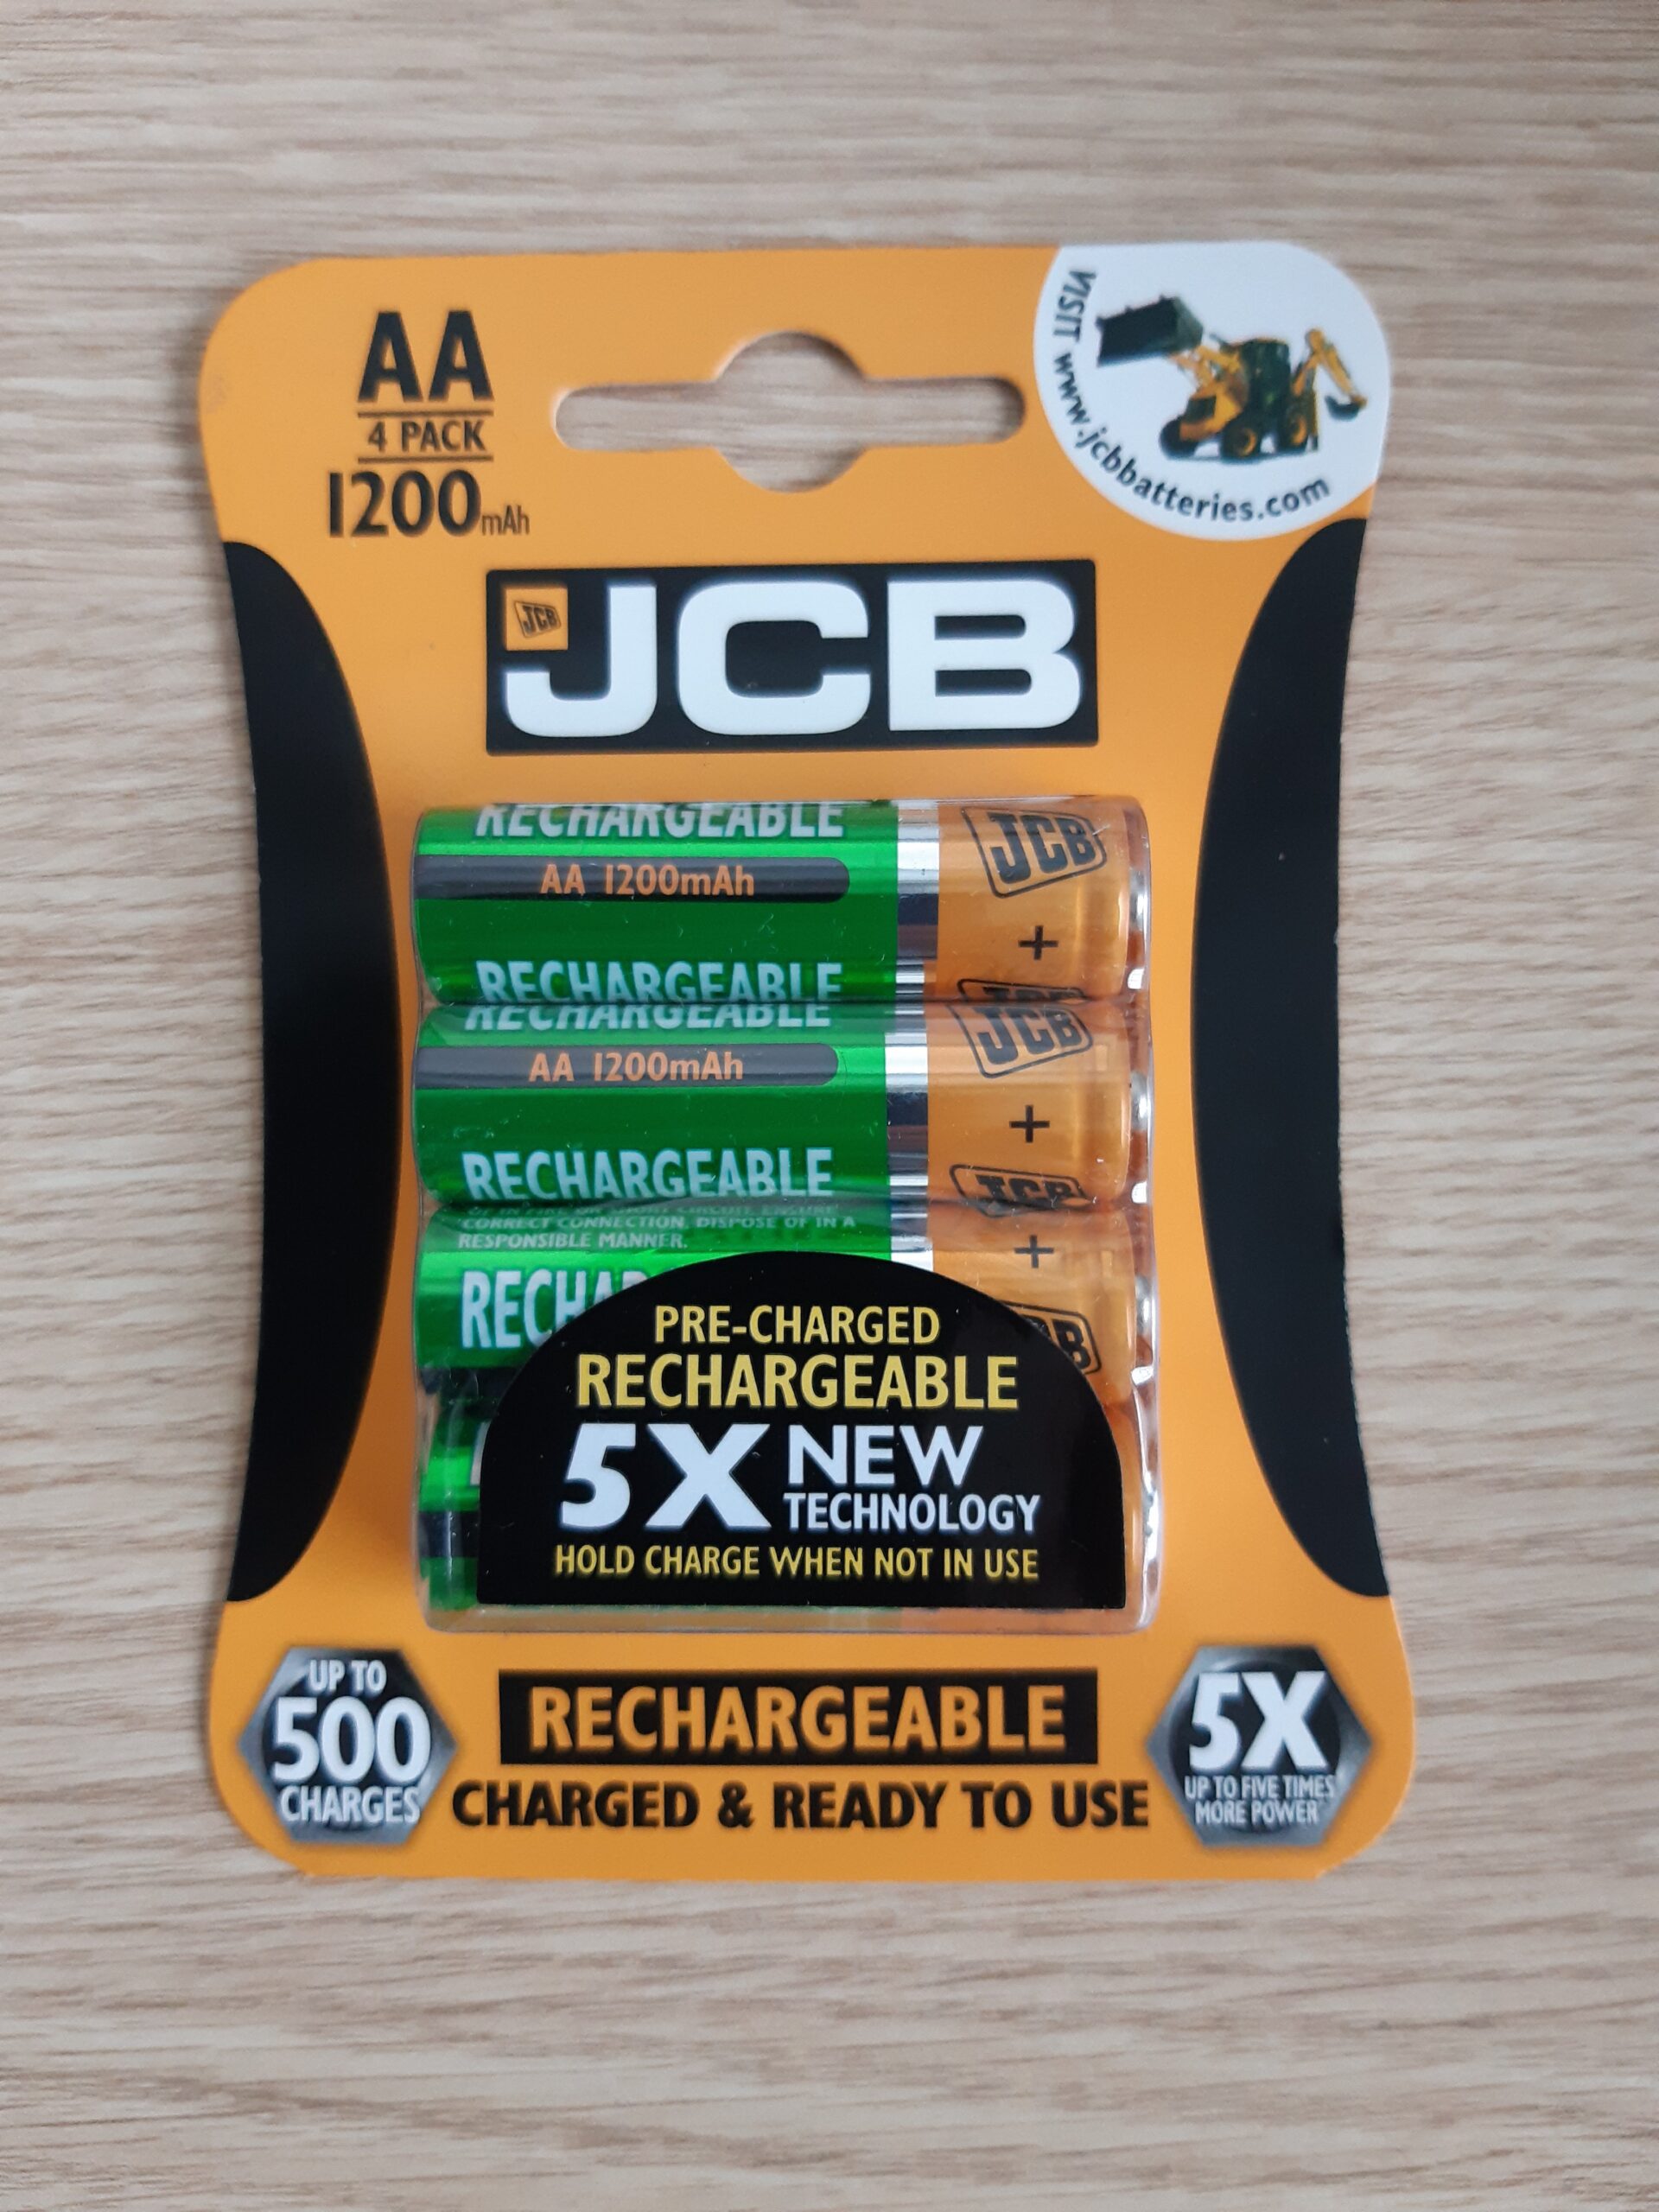 AA
4 PACK
1200mAh
VISIT www.jcbbatteries.com
JCB
JCB
RECHARGEABLE
AA 1200mAh
RECHARGEABLE
JCB
+
RECHARGEABLE
AA 1200mAh
RECHARGEABLE
JCB
+
JCB
CORRECT CONNECTION, DISPOSE OF IN A
RESPONSIBLE MANNER.
+
PRE-CHARGED
RECHARGEABLE
5X NEW
TECHNOLOGY
HOLD CHARGE WHEN NOT IN USE
UP TO
500
CHARGES
RECHARGEABLE
CHARGED & READY TO USE
5X
UP TO FIVE TIMES
MORE POWER